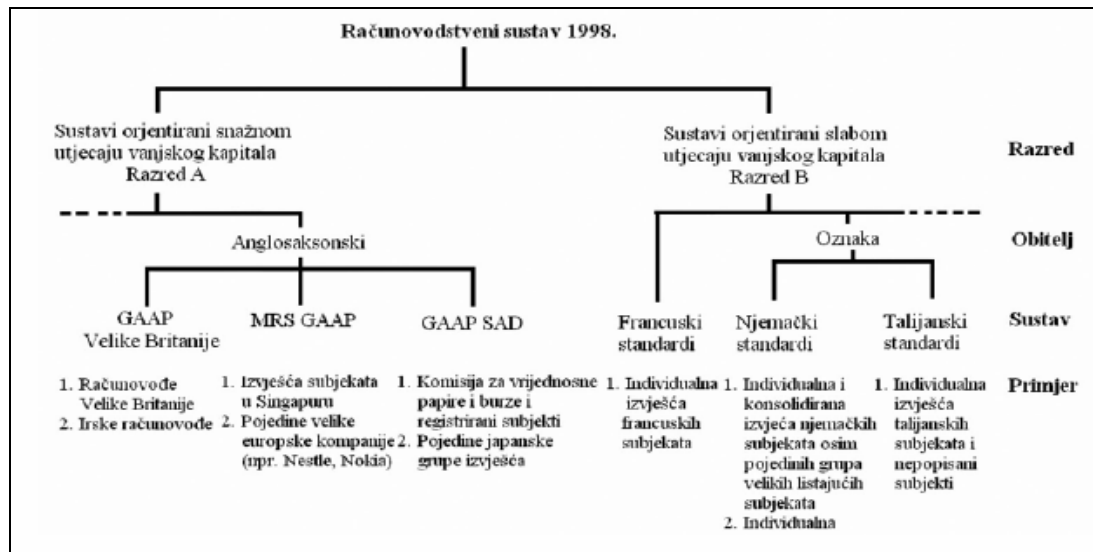 Računovodstveni sustav 1998.
Sustavi orjentirani snažnom
utjecaju vanjskog kapitala
Razred A
Sustavi orjentirani slabom
utjecaju vanjskog kapitala
Razred B
Razred
Anglosaksonski
Oznaka
Obitelj
GAAP
Velike Britanije
MRS GAAP
GAAP SAD
Francuski
standardi
Njemački
standardi
Talijanski
standardi
Sustav
1. Računovođe
Velike Britanije
2. Irske računovođe
1. Izvješća subjekata
u Singapuru
2. Pojedine velike
europske kompanije
(npr. Nestle, Nokia)
1. Komisija za vrijednosne
papire i burze i
registrirani subjekti
2. Pojedine japanske
grupe izvješća
1. Individualna
izvješća
francuskih
subjekata
1. Individualna i
konsolidirana
izvjeća njemačkih
subjekata osim
pojedinih grupa
velikih listajućih
subjekata
2. Individualna
1. Individualna
izvješća
talijanskih
subjekata i
nepopisani
subjekti
Primjer